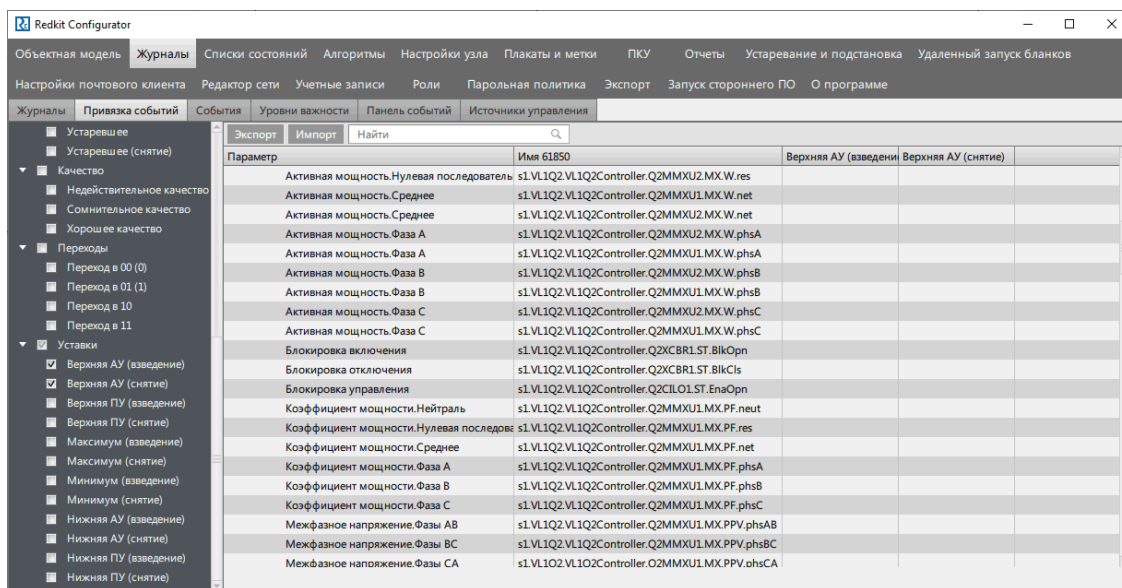 Redkit Configurator
Объектная модель Журналы Списки состояний Алгоритмы Настройки узла Плакаты и метки ПКУ Отчеты Устаревание и подстановка Удаленный запуск бланков
Настройки почтового клиента Редактор сети Учетные записи Роли Парольная политика Экспорт Запуск стороннего ПО О программе
Журналы Привязка событий События Уровни важности Панель событий Источники управления
Устаревшее
Устаревшее (снятие)
Качество
Недействительное качество
Сомнительное качество
Хорошее качество
Переходы
Переход в 00 (0)
Переход в 01 (1)
Переход в 10
Переход в 11
Уставки
Верхняя АУ (взведение)
Верхняя АУ (снятие)
Верхняя ПУ (взведение)
Верхняя ПУ (снятие)
Максимум (взведение)
Максимум (снятие)
Минимум (взведение)
Минимум (снятие)
Нижняя АУ (взведение)
Нижняя АУ (снятие)
Нижняя ПУ (взведение)
Нижняя ПУ (снятие)
Экспорт Импорт Найти
Параметр Имя 61850 Верхняя АУ (взведени Верхняя АУ (снятие)
Активная мощность.Нулевая последователь s1.VL1Q2.VL1Q2Controller.Q2MMXU2.MX.W.res
Активная мощность.Среднее s1.VL1Q2.VL1Q2Controller.Q2MMXU1.MX.W.net
Активная мощность.Среднее s1.VL1Q2.VL1Q2Controller.Q2MMXU2.MX.W.net
Активная мощность.Фаза A s1.VL1Q2.VL1Q2Controller.Q2MMXU2.MX.W.phsA
Активная мощность.Фаза A s1.VL1Q2.VL1Q2Controller.Q2MMXU1.MX.W.phsA
Активная мощность.Фаза B s1.VL1Q2.VL1Q2Controller.Q2MMXU2.MX.W.phsB
Активная мощность.Фаза B s1.VL1Q2.VL1Q2Controller.Q2MMXU1.MX.W.phsB
Активная мощность.Фаза C s1.VL1Q2.VL1Q2Controller.Q2MMXU2.MX.W.phsC
Активная мощность.Фаза C s1.VL1Q2.VL1Q2Controller.Q2MMXU1.MX.W.phsC
Блокировка включения s1.VL1Q2.VL1Q2Controller.Q2XCBR1.ST.BlkOpn
Блокировка отключения s1.VL1Q2.VL1Q2Controller.Q2XCBR1.ST.BlkCls
Блокировка управления s1.VL1Q2.VL1Q2Controller.Q2CILO1.ST.EnaOpn
Коэффициент мощности.Нейтраль s1.VL1Q2.VL1Q2Controller.Q2MMXU1.MX.PF.neut
Коэффициент мощности.Нулевая последова s1.VL1Q2.VL1Q2Controller.Q2MMXU1.MX.PF.res
Коэффициент мощности.Среднее s1.VL1Q2.VL1Q2Controller.Q2MMXU1.MX.PF.net
Коэффициент мощности.Фаза A s1.VL1Q2.VL1Q2Controller.Q2MMXU1.MX.PF.phsA
Коэффициент мощности.Фаза B s1.VL1Q2.VL1Q2Controller.Q2MMXU1.MX.PF.phsB
Коэффициент мощности.Фаза C s1.VL1Q2.VL1Q2Controller.Q2MMXU1.MX.PF.phsC
Межфазное напряжение.Фазы AB s1.VL1Q2.VL1Q2Controller.Q2MMXU1.MX.PPV.phsAB
Межфазное напряжение.Фазы BC s1.VL1Q2.VL1Q2Controller.Q2MMXU1.MX.PPV.phsBC
Межфазное напряжение.Фазы CA s1.VL1Q2.VL1Q2Controller.Q2MMXU1.MX.PPV.phsCA